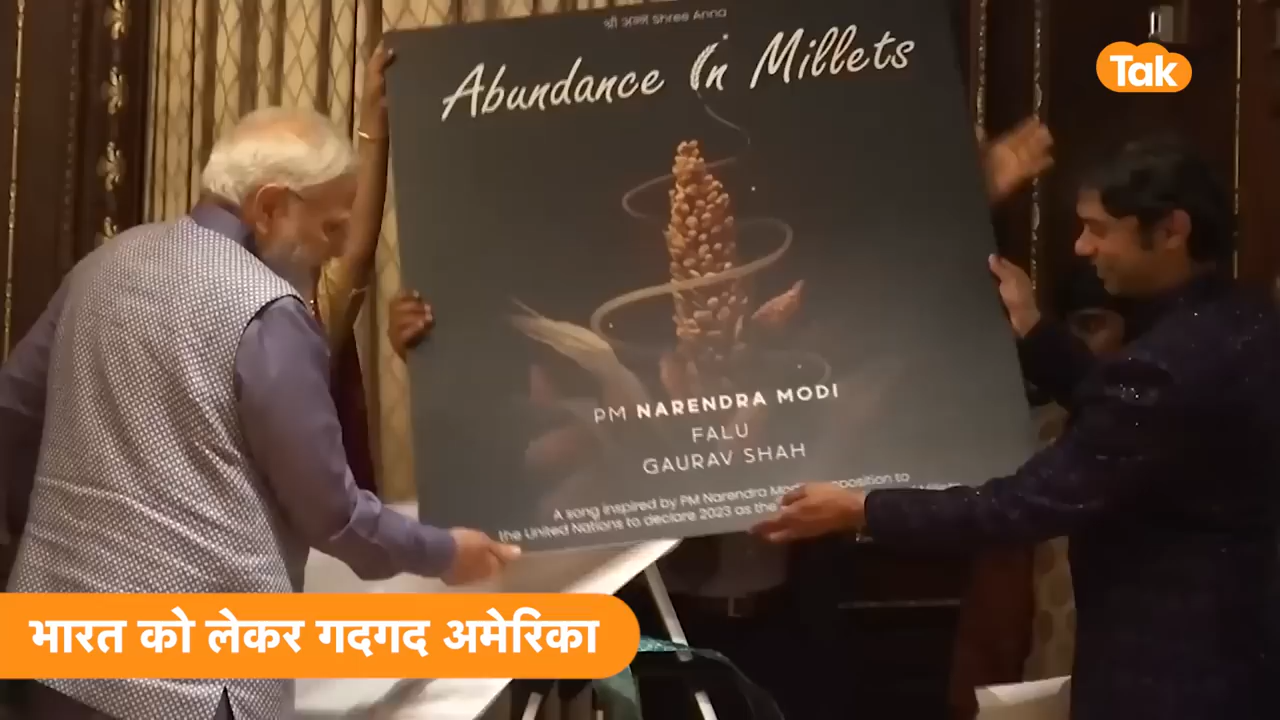 श्री अन्न Shree Anna
Abundance In Millets
Tak
PM NARENDRA MODI
FALU
GAURAV SHAH
A song inspired by PM Narendra
the United Nations to declare 2023 as the
भारत को लेकर गदगद अमेरिका